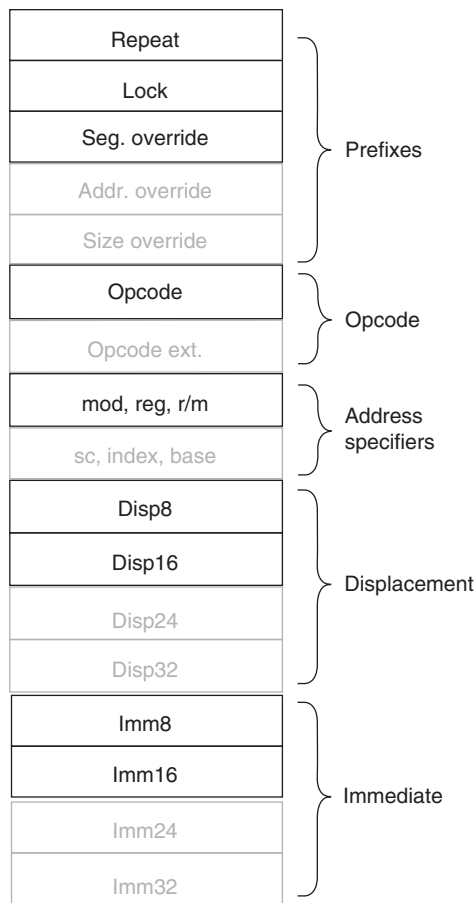 Repeat
Lock
Seg. override
Addr. override
Size override
Prefixes
Opcode
Opcode ext.
Opcode
mod, reg, r/m
sc, index, base
Address
specifiers
Disp8
Disp16
Disp24
Disp32
Displacement
Imm8
Imm16
Imm24
Imm32
Immediate